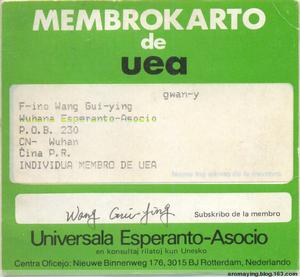 MEMBROKARTO
de
uea
gwan-y
F-ino Wang Gui-ying
Wuhana Esperanto-Asocio
P.O.B. 230
CN- Wuhan
Ĉina P.R.
INDIVIDUA MEMBRO DE UEA
Wang Gui-ying
Subskribo de la membro
Universala Esperanto-Asocio
en konsultaj rilatoj kun Unesko
Centra Oficejo: Nieuwe Binnenweg 176, 3015 BJ Rotterdam, Nederlando
aromaying.blog.163.com